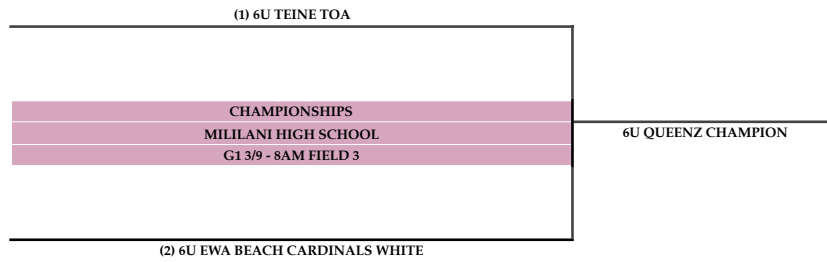 (1) 6U TEINE TOA
CHAMPIONSHIPS
MILILANI HIGH SCHOOL
6U QUEENZ CHAMPION
G1 3/9 - 8AM FIELD 3
(2) 6U EWA BEACH CARDINALS WHITE